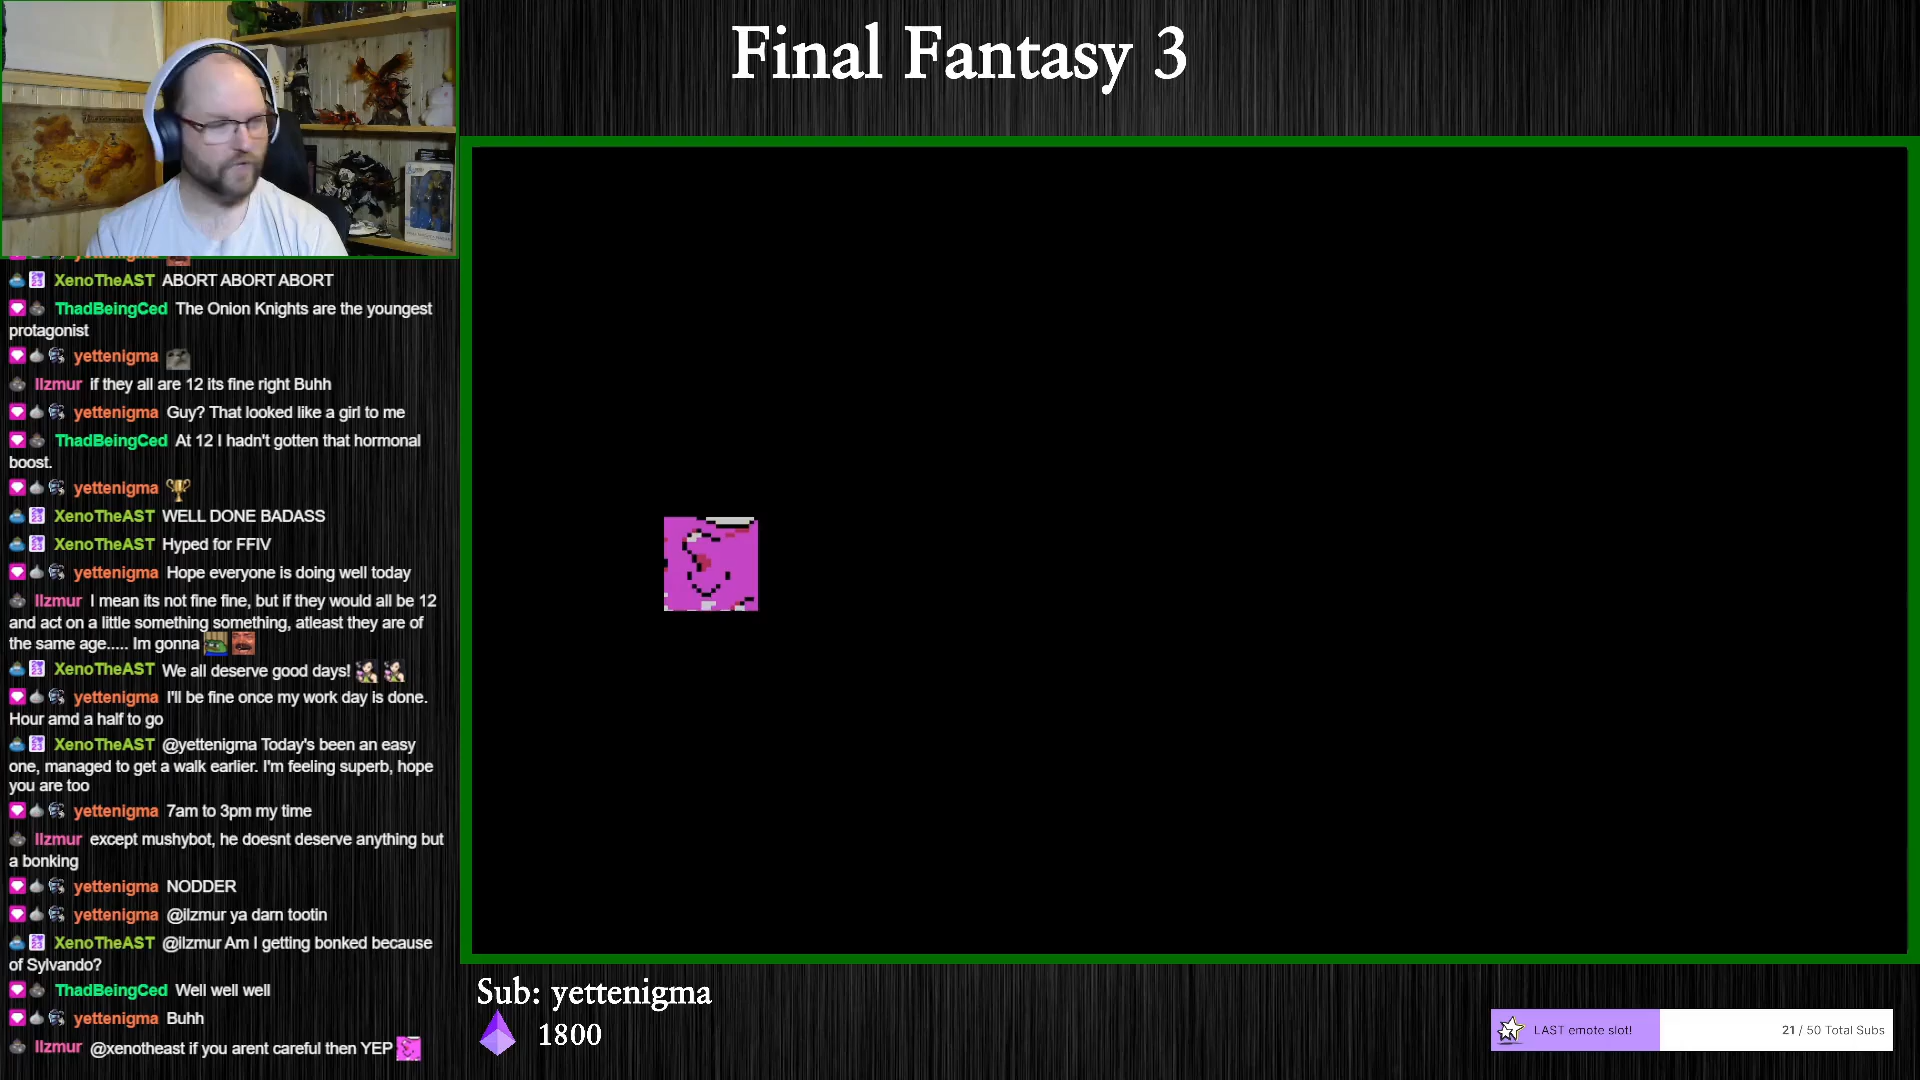 Final Fantasy 3
XenoTheAST ABORT ABORT ABORT
ThadBeingCed The Onion Knights are the youngest
protagonist
yettenigma
Ilzmur if they all are 12 its fine right Buhh
yettenigma Guy? That looked like a girl to me
ThadBeingCed At 12 I hadn't gotten that hormonal
boost.
yettenigma
XenoTheAST WELL DONE BADASS
XenoTheAST Hyped for FFIV
yettenigma Hope everyone is doing well today
Ilzmur I mean its not fine fine, but if they would all be 12
and act on a little something something, atleast they are of
the same age..... Im gonna
XenoTheAST We all deserve good days!
yettenigma I'll be fine once my work day is done.
Hour amd a half to go
XenoTheAST @yettenigma Today's been an easy
one, managed to get a walk earlier. I'm feeling superb, hope
you are too
yettenigma 7am to 3pm my time
Ilzmur except mushybot, he doesnt deserve anything but
a bonking
yettenigma NODDER
yettenigma @ilzmur ya darn tootin
XenoTheAST @ilzmur Am I getting bonked because
of Sylvando?
ThadBeingCed Well well well
yettenigma Buhh
Ilzmur @xenotheast if you arent careful then YEP
Sub: yettenigma
1800
LAST emote slot! 21 / 50 Total Subs